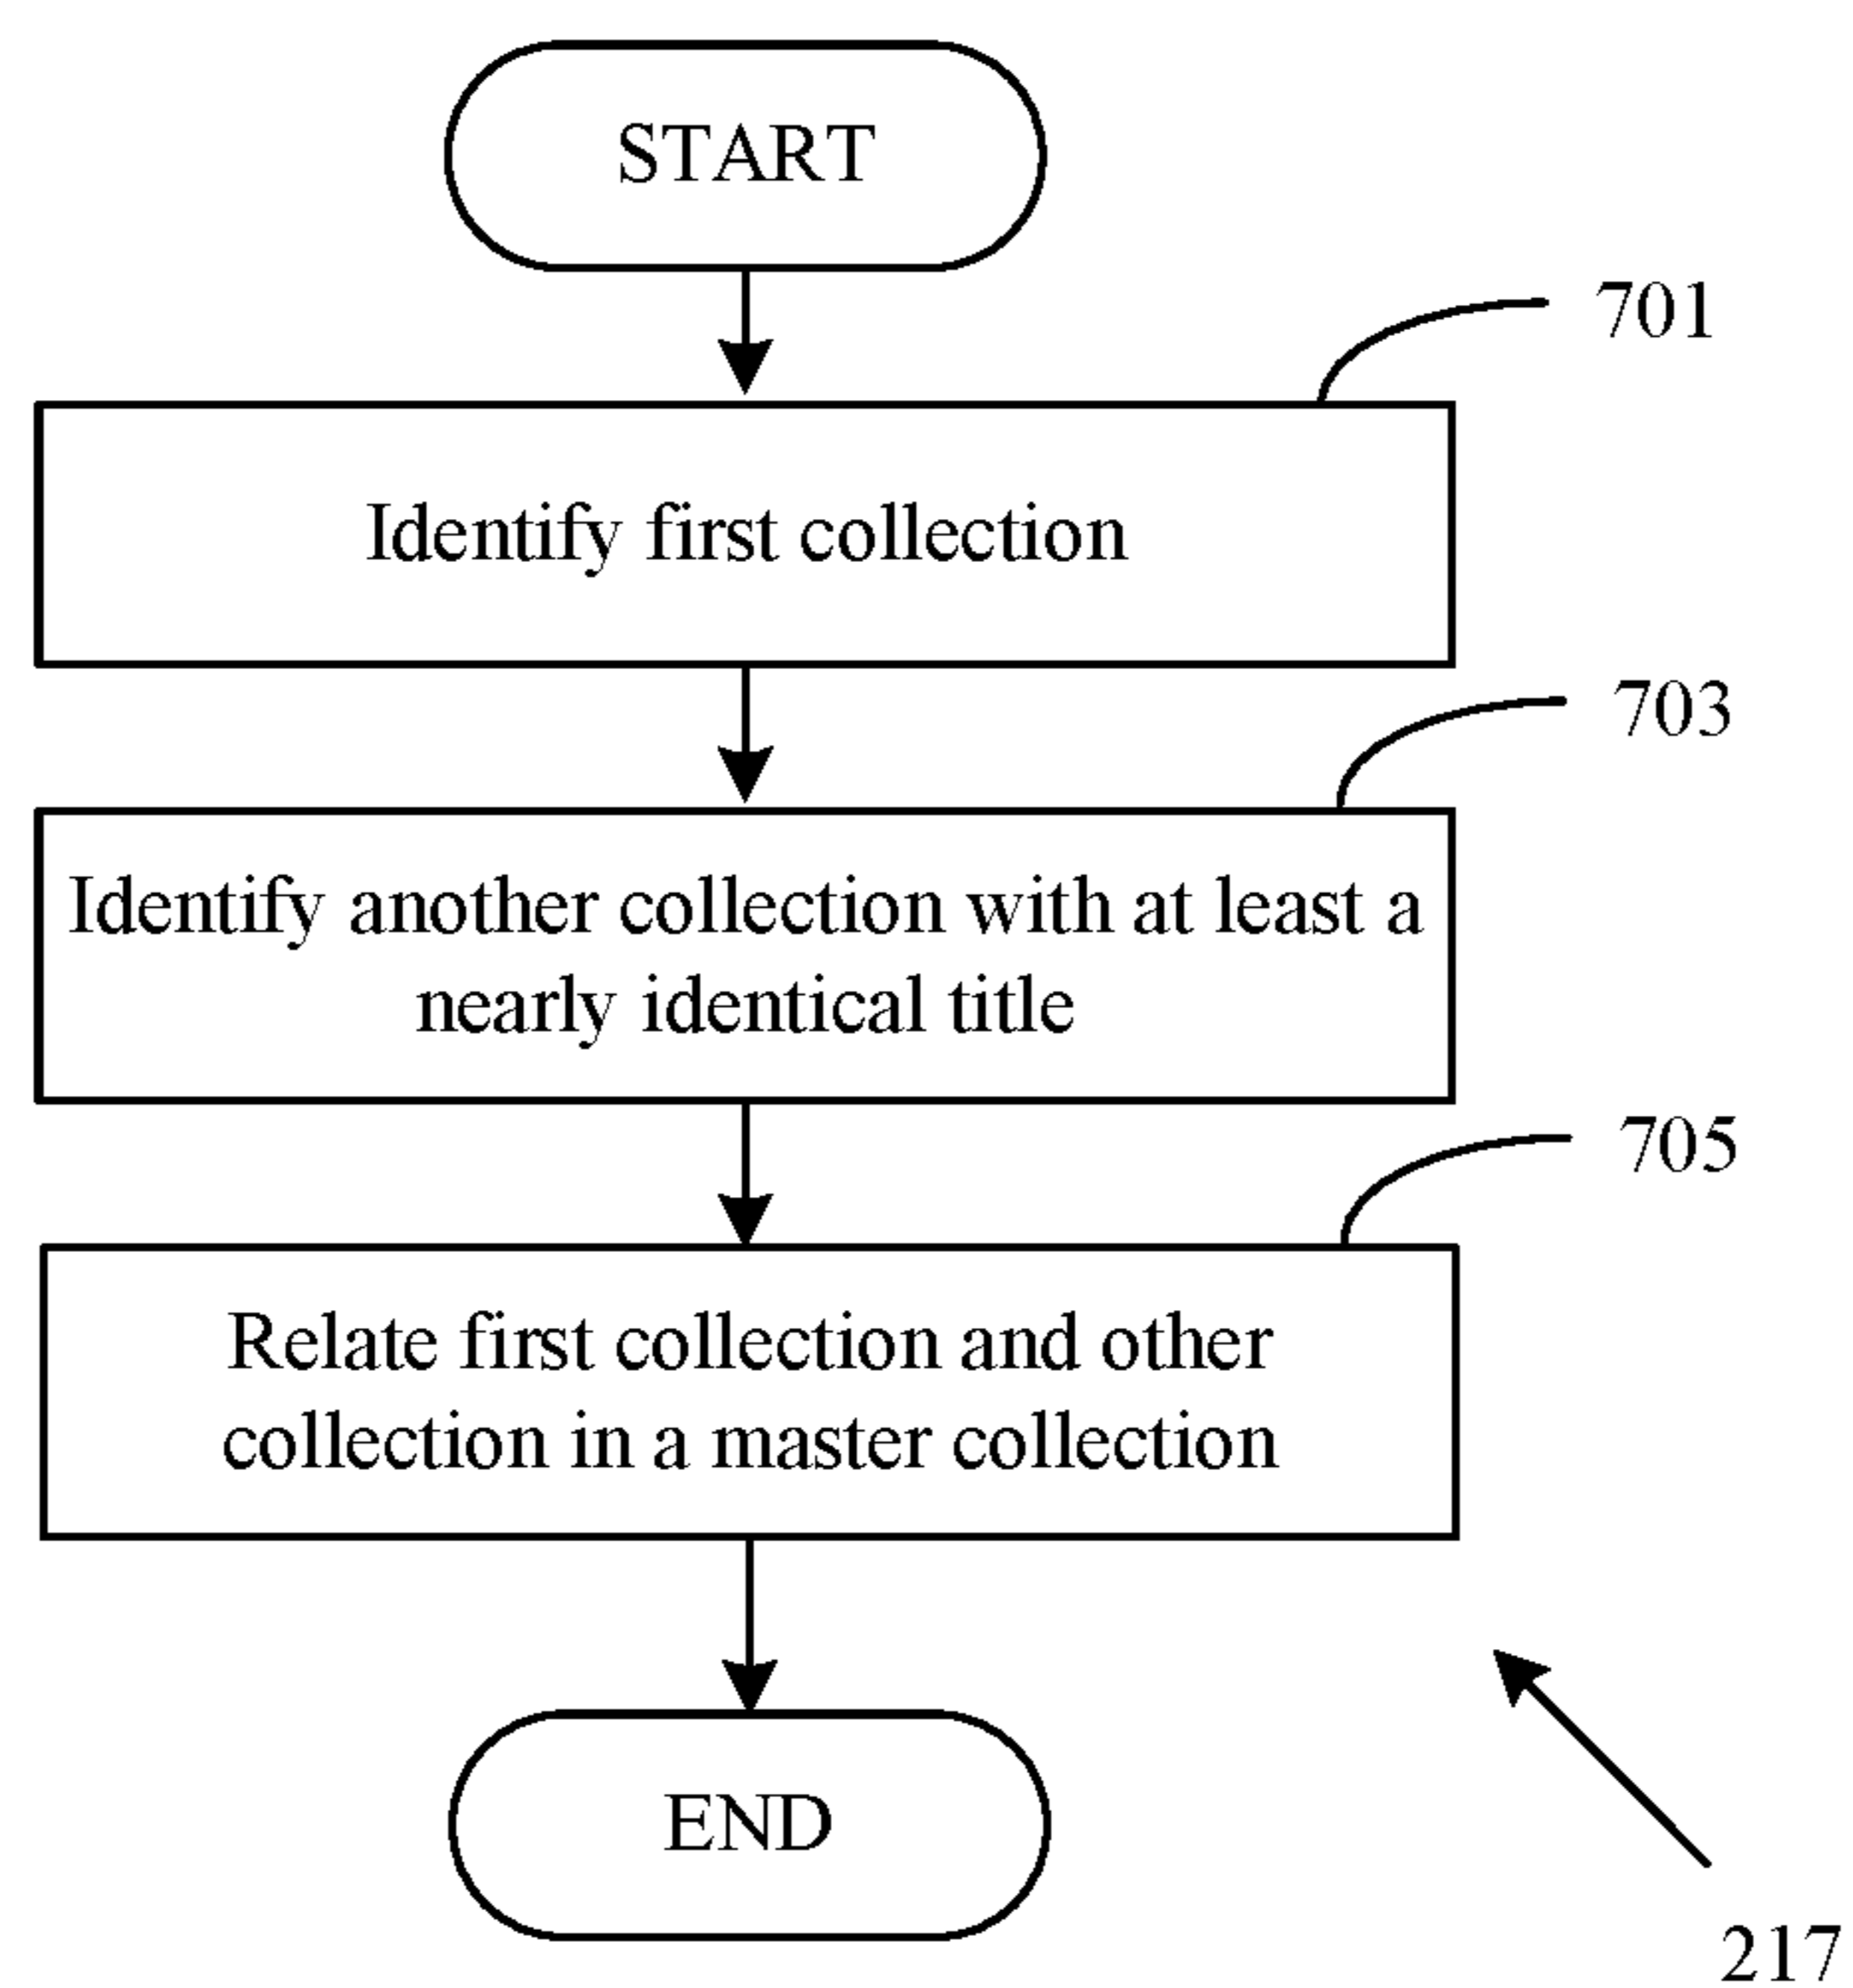 START
701
Identify first collection
703
Identify another collection with at least a
nearly identical title
705
Relate first collection and other
collection in a master collection
END
217